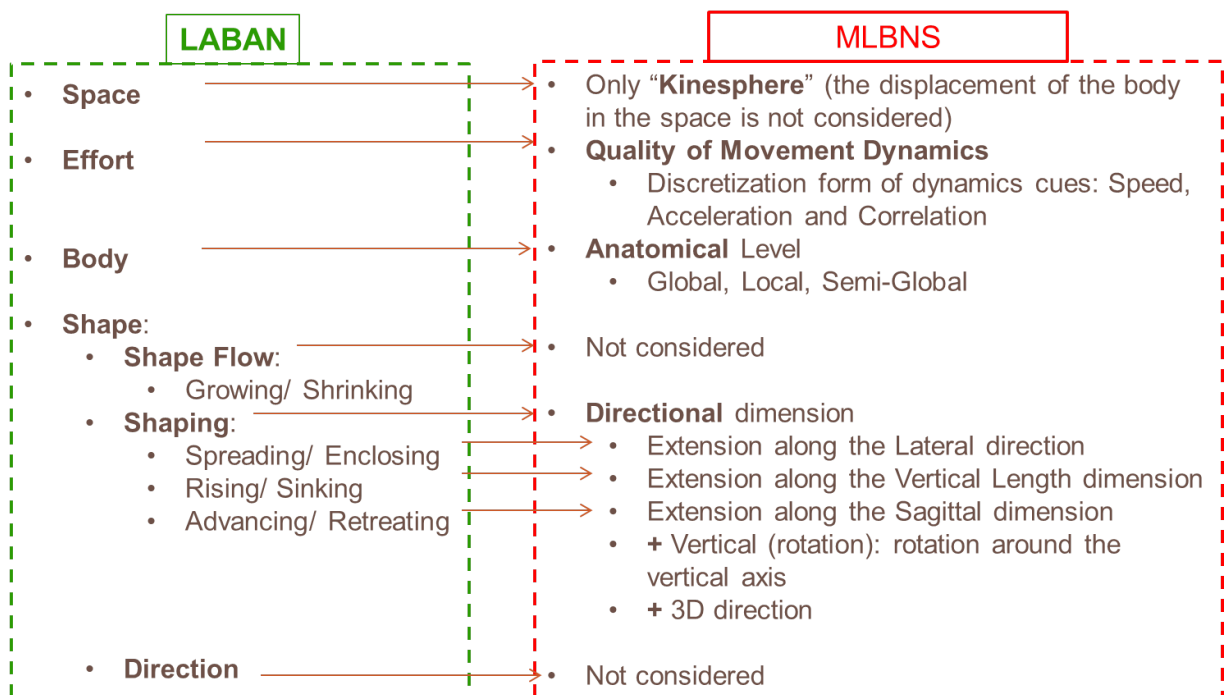 LABAN
• Space
• Effort
• Body
• Shape:
• Shape Flow:
• Growing/ Shrinking
• Shaping:
• Spreading/ Enclosing
• Rising/ Sinking
• Advancing/ Retreating
• Direction
MLBNS
• Only “Kinesphere” (the displacement of the body
in the space is not considered)
• Quality of Movement Dynamics
• Discretization form of dynamics cues: Speed,
Acceleration and Correlation
• Anatomical Level
• Global, Local, Semi-Global
• Not considered
• Directional dimension
• Extension along the Lateral direction
• Extension along the Vertical Length dimension
• Extension along the Sagittal dimension
• + Vertical (rotation): rotation around the
vertical axis
• + 3D direction
• Not considered